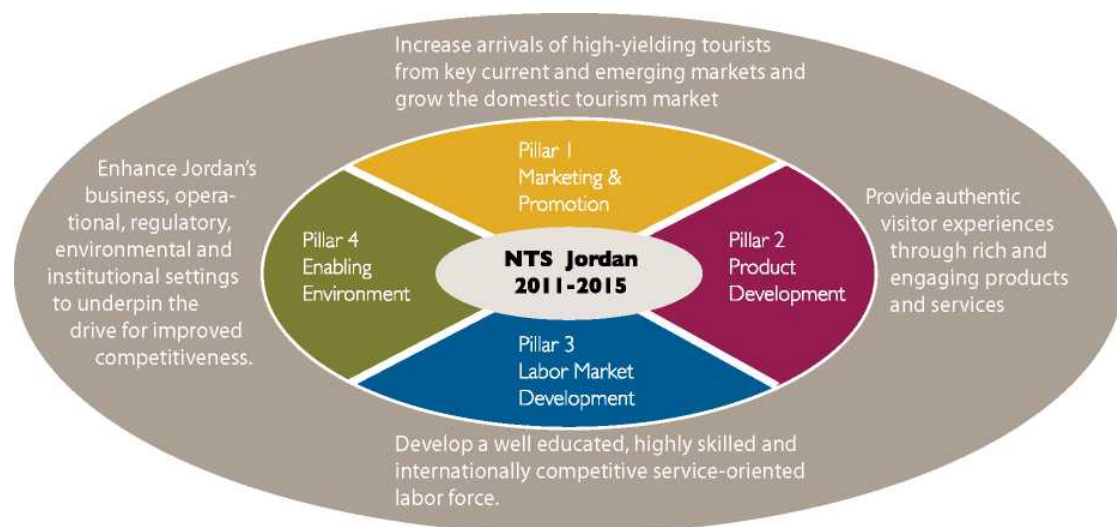 Increase arrivals of high-yielding tourists
from key current and emerging markets and
grow the domestic tourism market
Pillar 1
Marketing &
Promotion
Enhance Jordan's
business, opera-
tional, regulatory,
environmental and
institutional settings
to underpin the
drive for improved
competitiveness.
Pillar 4
Enabling
Environment
NTS Jordan
2011-2015
Pillar 2
Product
Development
Provide authentic
visitor experiences
through rich and
engaging products
and services
Pillar 3
Labor Market
Development
Develop a well educated, highly skilled and
internationally competitive service-oriented
labor force.